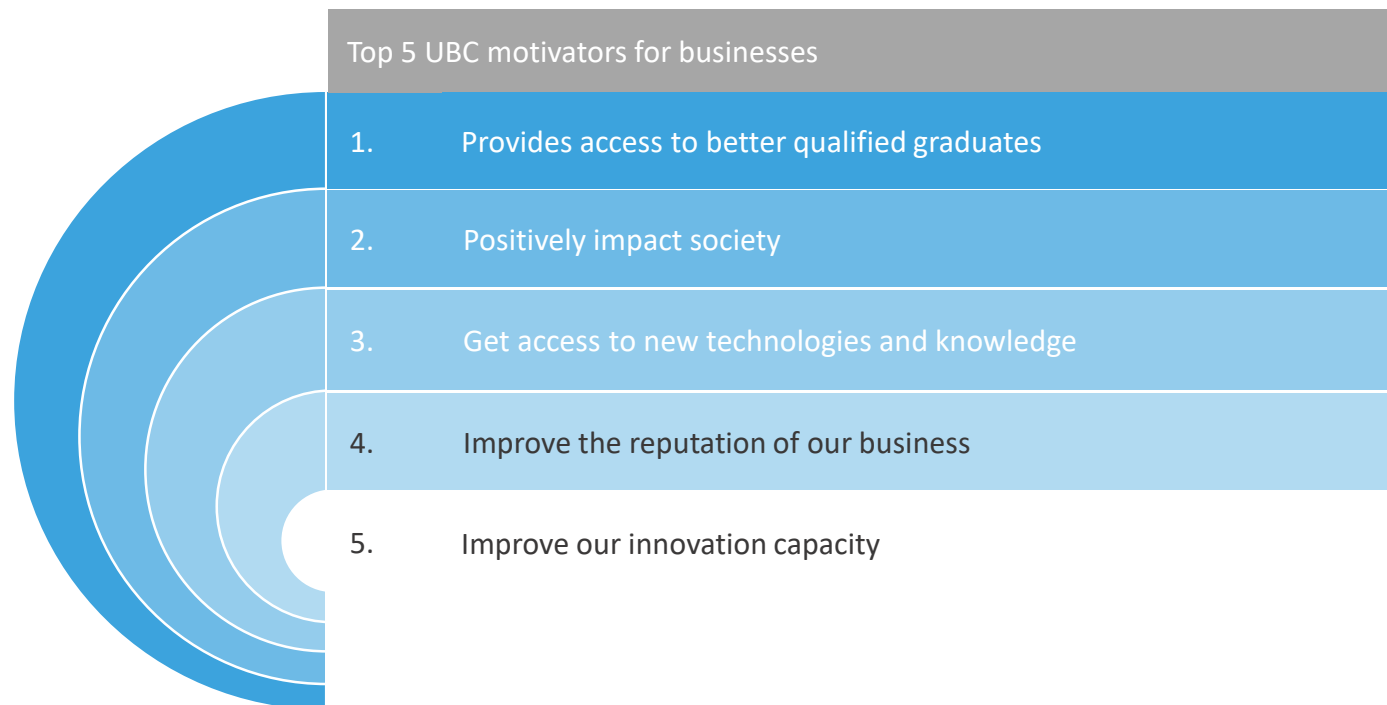 Top 5 UBC motivators for businesses
1. Provides access to better qualified graduates
2. Positively impact society
3. Get access to new technologies and knowledge
4. Improve the reputation of our business
5. Improve our innovation capacity